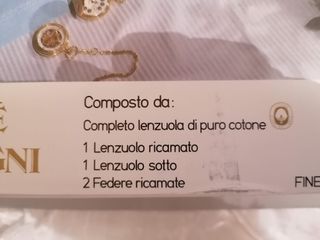 Composto da:
Completo lenzuola di puro cotone
1 Lenzuolo ricamato
1 Lenzuolo sotto
2 Federe ricamate
GNI
FINE